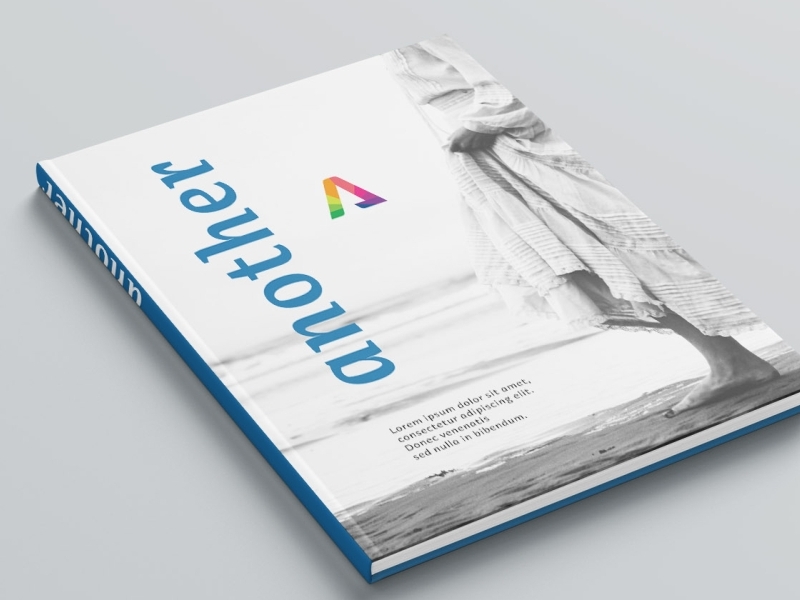 another
another
Lorem ipsum dolor sit amet,
consectetur adipiscing elit.
Donec venenatis
sed nulla in bibendum.